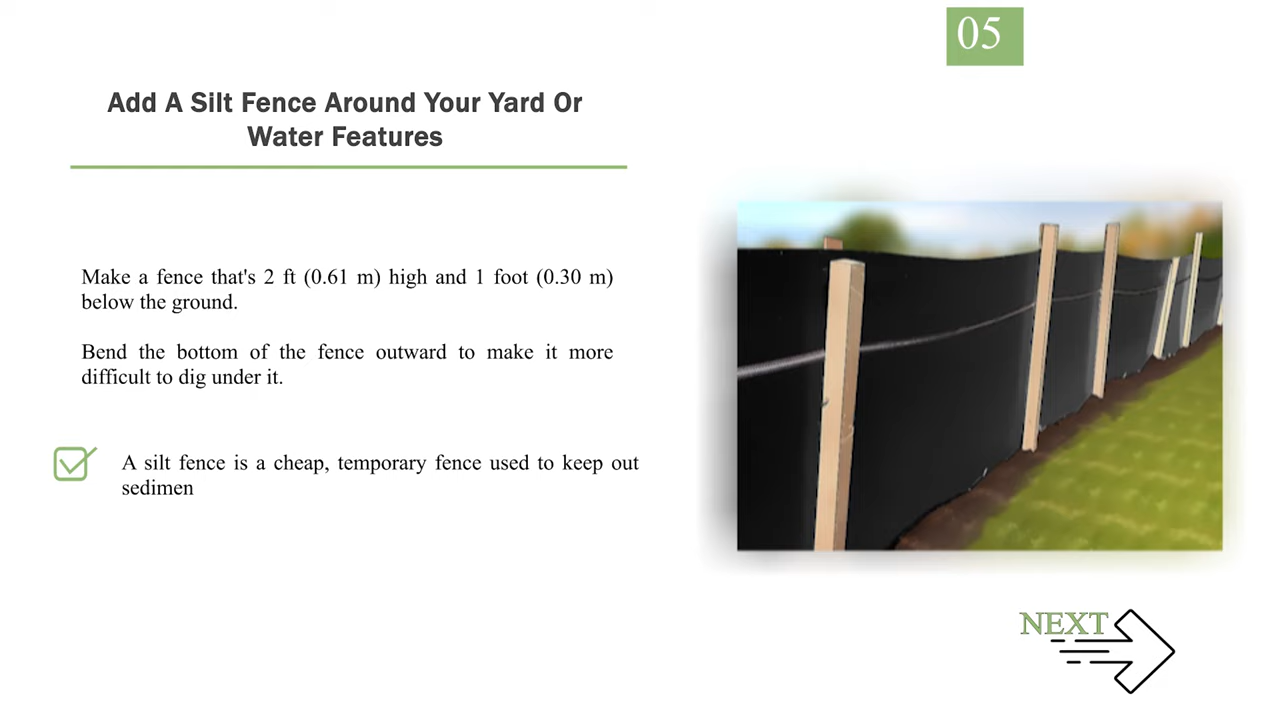 05
Add A Silt Fence Around Your Yard Or
Water Features
Make a fence that's 2 ft (0.61 m) high and 1 foot (0.30 m)
below the ground.
Bend the bottom of the fence outward to make it more
difficult to dig under it.
A silt fence is a cheap, temporary fence used to keep out
sedimen
NEXT